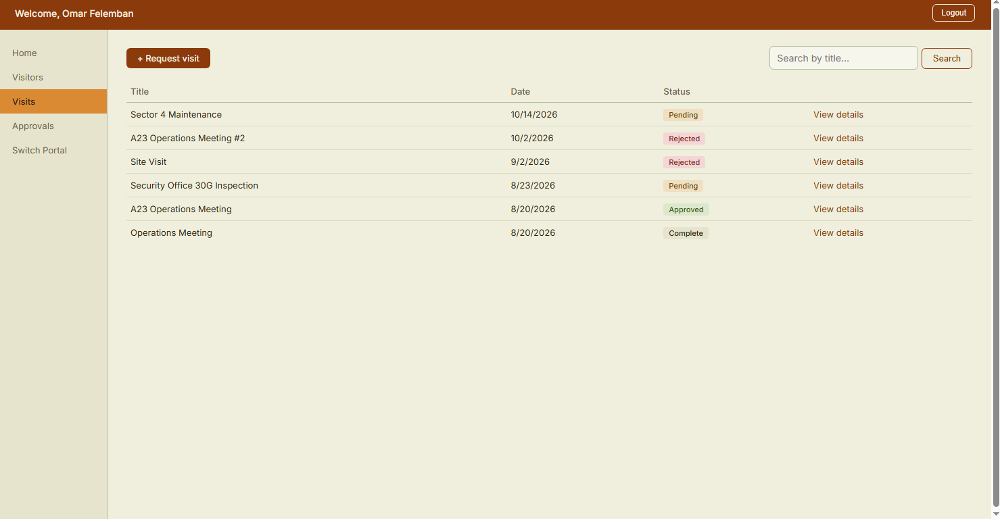 Welcome, Omar Felemban
Logout
Home
Visitors
Visits
Approvals
Switch Portal
+ Request visit
Search by title...
Search
Title Date Status
Sector 4 Maintenance 10/14/2026 Pending View details
A23 Operations Meeting #2 10/2/2026 Rejected View details
Site Visit 9/2/2026 Rejected View details
Security Office 30G Inspection 8/23/2026 Pending View details
A23 Operations Meeting 8/20/2026 Approved View details
Operations Meeting 8/20/2026 Complete View details